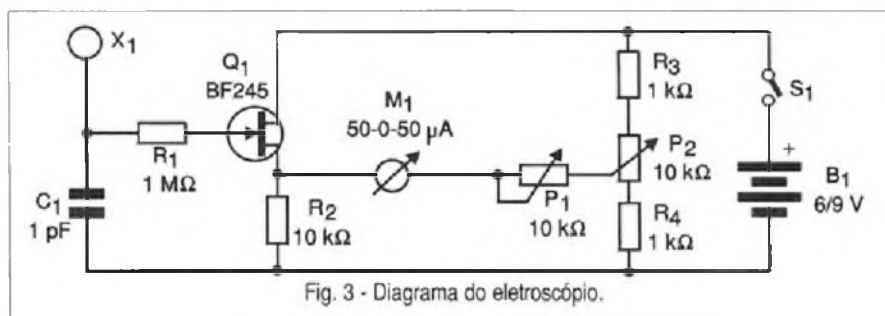 X1
Q1
BF245
R1
1 MΩ
C1
1 pF
M1
50-0-50 µA
R2
10 kΩ
P1
10 kΩ
R3
1 kΩ
P2
10 kΩ
R4
1 kΩ
S1
+
B1
6/9 V
Fig. 3 - Diagrama do eletroscópio.